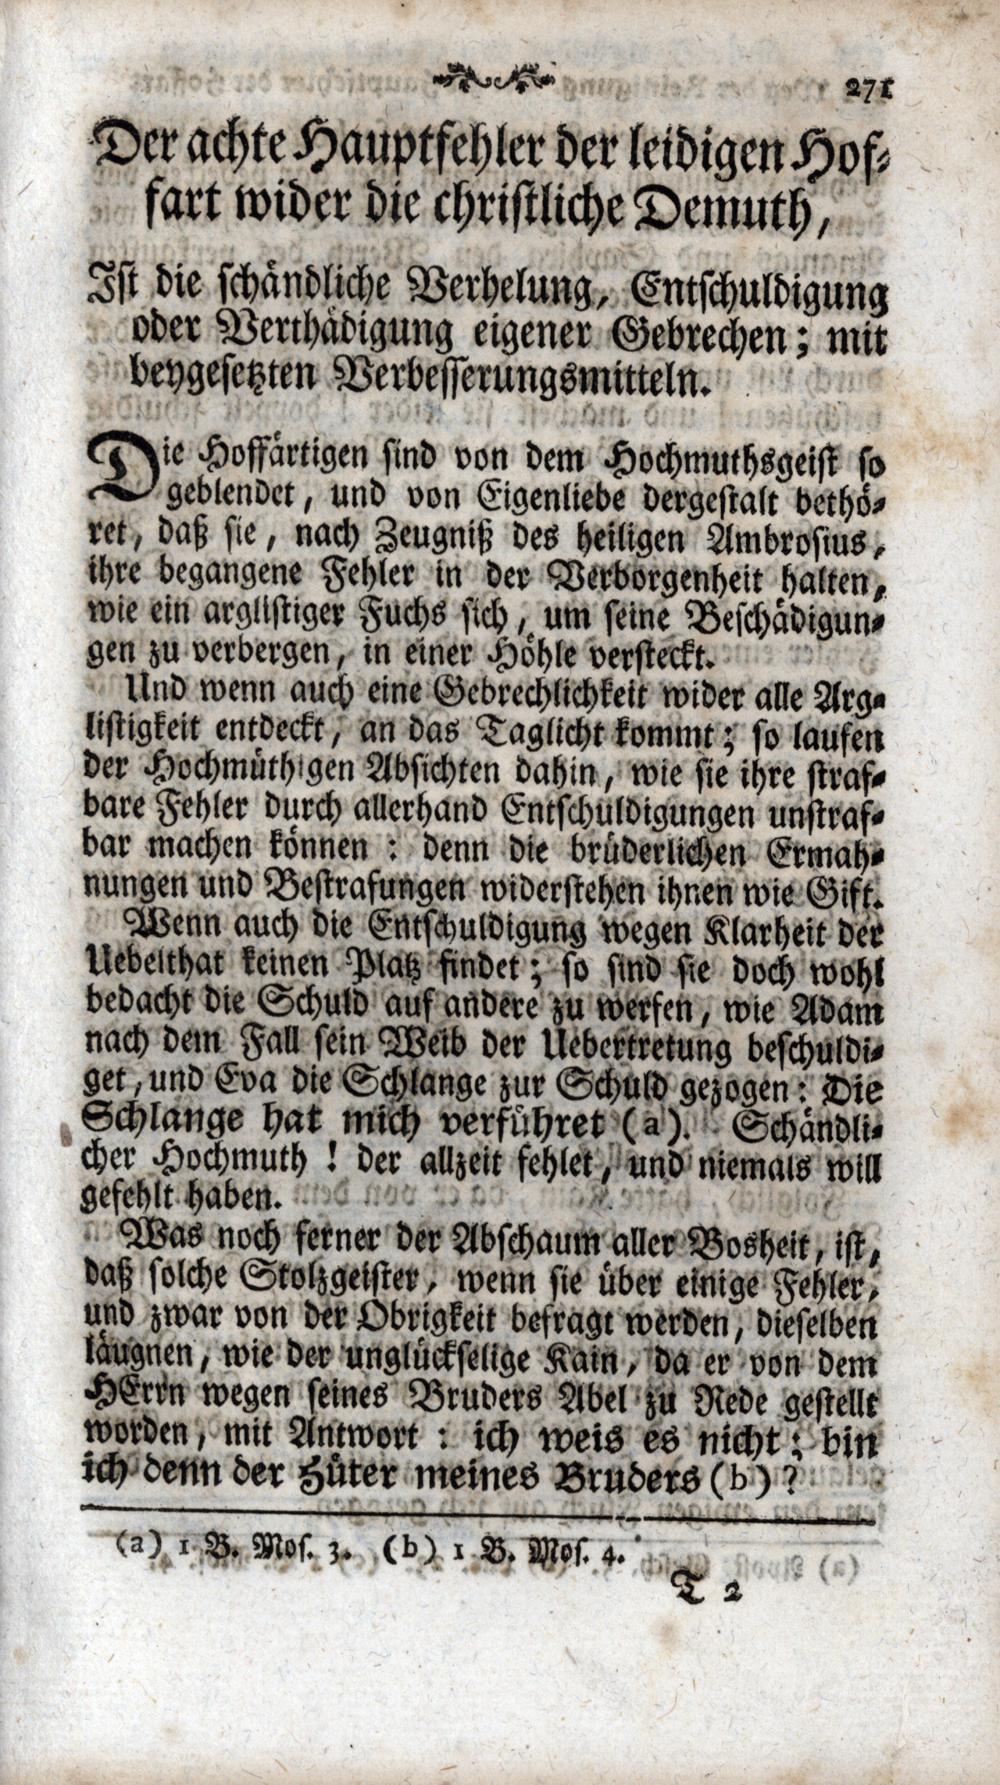 271
Der achte Hauptfehler der leidigen Hof-
fart wider die christliche Demuth,
Ist die schändliche Verhelung, Entschuldigung
oder Verthädigung eigener Gebrechen; mit
beygesetzten Verbesserungsmitteln.
Die Hoffärtigen sind von dem Hochmuthsgeist so
geblendet, und von Eigenliebe dergestalt bethö-
ret, daß sie, nach Zeugniß des heiligen Ambrosius,
ihre begangene Fehler in der Verborgenheit halten,
wie ein arglistiger Fuchs sich, um seine Beschädigun-
gen zu verbergen, in einer Höhle versteckt.
Und wenn auch eine Gebrechlichkeit wider alle Arg-
listigkeit entdeckt, an das Taglicht kommt; so laufen
der Hochmüthigen Absichten dahin, wie sie ihre straf-
bare Fehler durch allerhand Entschuldigungen unstraf-
bar machen können: denn die brüderlichen Ermah-
nungen und Bestrafungen widerstehen ihnen wie Gift.
Wenn auch die Entschuldigung wegen Klarheit der
Uebelthat keinen Platz findet; so sind sie doch wohl
bedacht die Schuld auf andere zu werfen, wie Adam
nach dem Fall sein Weib der Uebertretung beschuldi-
get, und Eva die Schlange zur Schuld gezogen: Die
Schlange hat mich verführet (a). Schändli-
cher Hochmuth! der allzeit fehlet, und niemals will
gefehlt haben.
Was noch ferner der Abschaum aller Bosheit, ist,
daß solche Stolzgeister, wenn sie über einige Fehler,
und zwar von der Obrigkeit befragt werden, dieselben
läugnen, wie der unglückselige Kain, da er von dem
HErrn wegen seines Bruders Abel zu Rede gestellt
worden, mit Antwort: ich weis es nicht; bin
ich denn der Hüter meines Bruders (b)?
(a) 1 B. Mos. 3. (b) 1 B. Mos. 4.
T 2